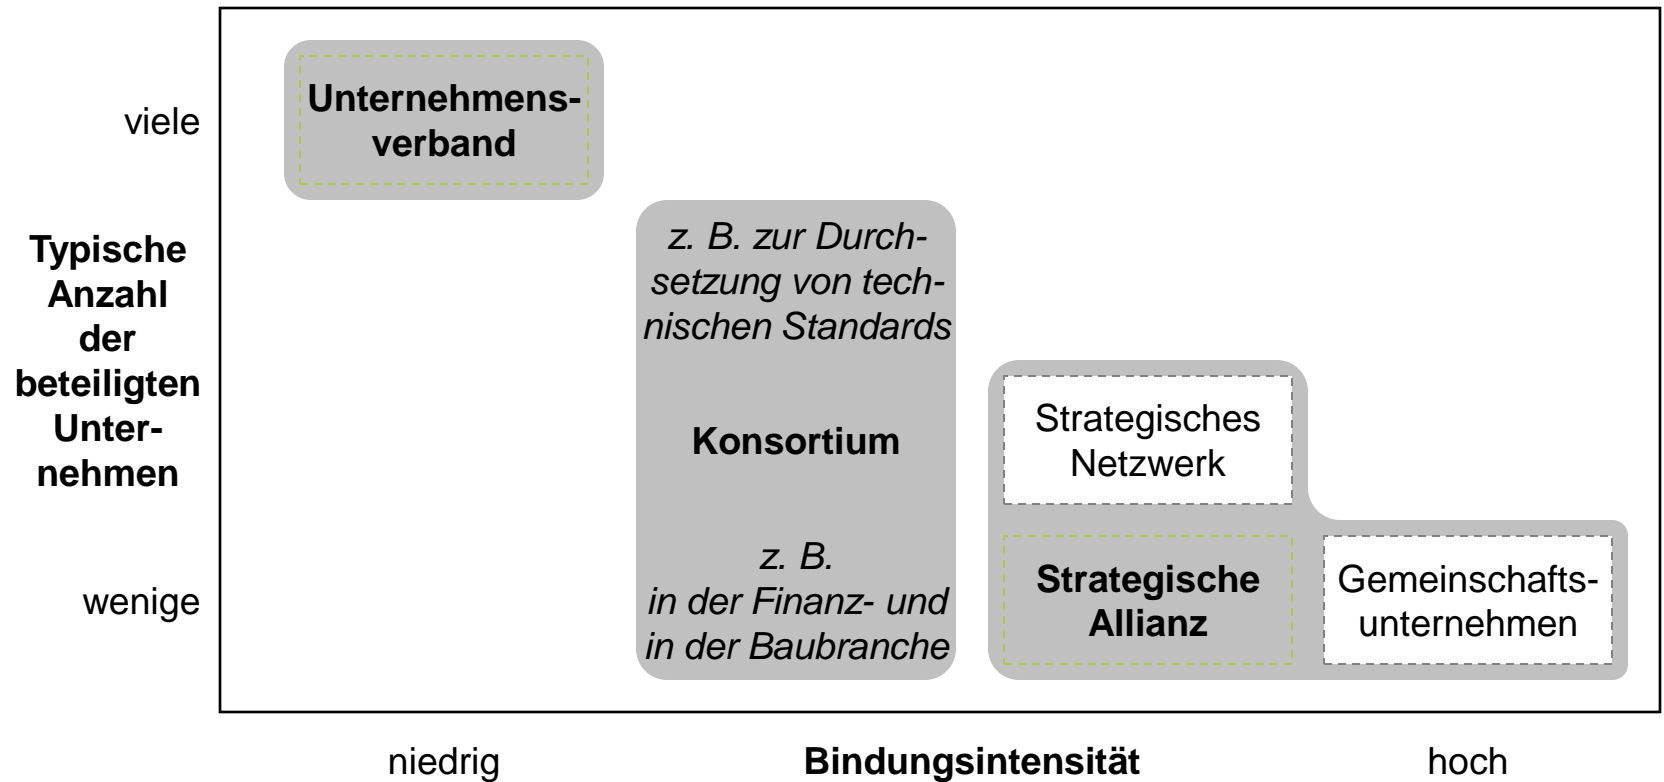 viele
Typische
Anzahl
der
beteiligten
Unter-
nehmen
wenige
Unternehmens-
verband
z. B. zur Durch-
setzung von tech-
nischen Standards
Konsortium
z. B.
in der Finanz- und
in der Baubranche
Strategisches
Netzwerk
Strategische
Allianz
Gemeinschafts-
unternehmen
niedrig
Bindungsintensität
hoch